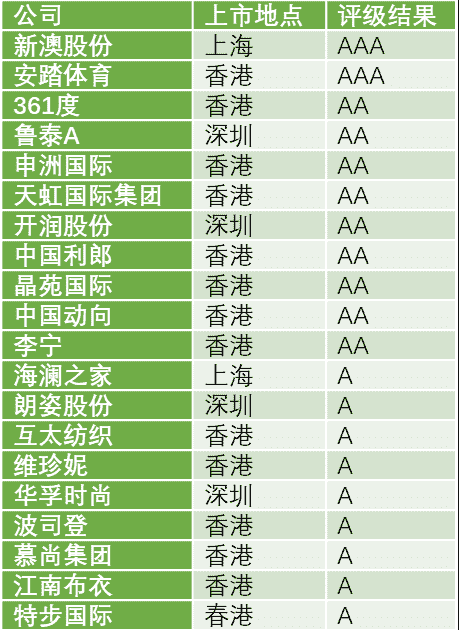 公司 上市地点 评级结果
新澳股份 上海 AAA
安踏体育 香港 AAA
361度 香港 AA
鲁泰A 深圳 AA
申洲国际 香港 AA
天虹国际集团 香港 AA
开润股份 深圳 AA
中国利郎 香港 AA
晶苑国际 香港 AA
中国动向 香港 AA
李宁 香港 AA
海澜之家 上海 A
朗姿股份 深圳 A
互太纺织 香港 A
维珍妮 香港 A
华孚时尚 深圳 A
波司登 香港 A
慕尚集团 香港 A
江南布衣 香港 A
特步国际 春港 A